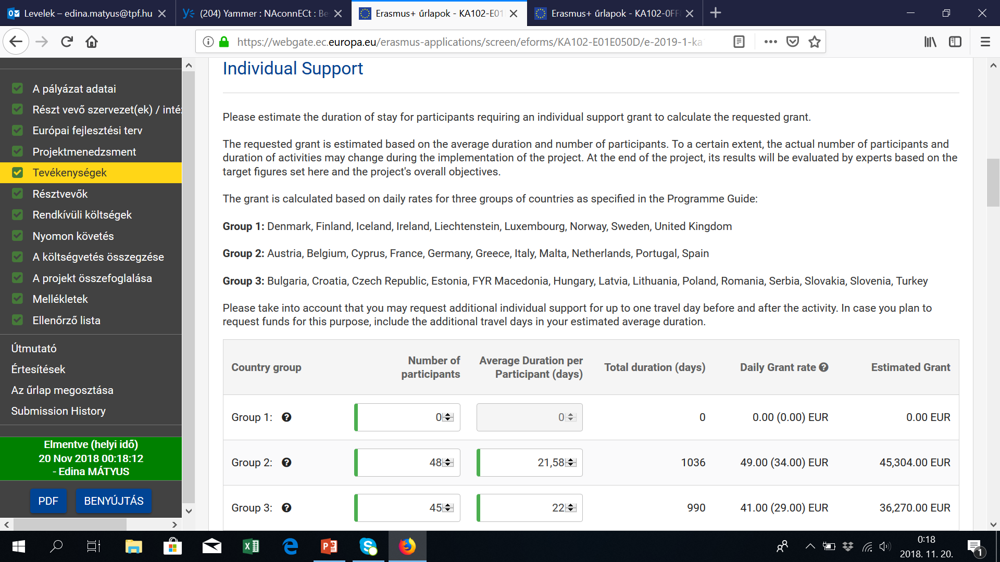 Levelek – edina.matyus@tpf.hu
(204) Yammer : NAconnECt : Be
Erasmus+ űrlapok - KA102-E01
Erasmus+ űrlapok - KA102-0FF
https://webgate.ec.europa.eu/erasmus-applications/screen/eforms/KA102-E01E050D/e-2019-1-ka
A pályázat adatai
Részt vevő szervezet(ek) / inté
Európai fejlesztési terv
Projektmenedzsment
Tevékenységek
Résztvevők
Rendkívüli költségek
Nyomon követés
A költségvetés összegzése
A projekt összefoglalása
Mellékletek
Ellenőrző lista
Útmutató
Értesítések
Az űrlap megosztása
Submission History
Elmentve (helyi idő)
20 Nov 2018 00:18:12
- Edina MÁTYUS
PDF BENYÚJTÁS
Individual Support
Please estimate the duration of stay for participants requiring an individual support grant to calculate the requested grant.
The requested grant is estimated based on the average duration and number of participants. To a certain extent, the actual number of participants and
duration of activities may change during the implementation of the project. At the end of the project, its results will be evaluated by experts based on the
target figures set here and the project's overall objectives.
The grant is calculated based on daily rates for three groups of countries as specified in the Programme Guide:
Group 1: Denmark, Finland, Iceland, Ireland, Liechtenstein, Luxembourg, Norway, Sweden, United Kingdom
Group 2: Austria, Belgium, Cyprus, France, Germany, Greece, Italy, Malta, Netherlands, Portugal, Spain
Group 3: Bulgaria, Croatia, Czech Republic, Estonia, FYR Macedonia, Hungary, Latvia, Lithuania, Poland, Romania, Serbia, Slovakia, Slovenia, Turkey
Please take into account that you may request additional individual support for up to one travel day before and after the activity. In case you plan to
request funds for this purpose, include the additional travel days in your estimated average duration.
Country group Number of participants Average Duration per Participant (days) Total duration (days) Daily Grant rate Estimated Grant
Group 1: 0 0 0 0.00 (0.00) EUR 0.00 EUR
Group 2: 48 21,58 1036 49.00 (34.00) EUR 45,304.00 EUR
Group 3: 45 22 990 41.00 (29.00) EUR 36,270.00 EUR
0:18
2018. 11. 20.
1